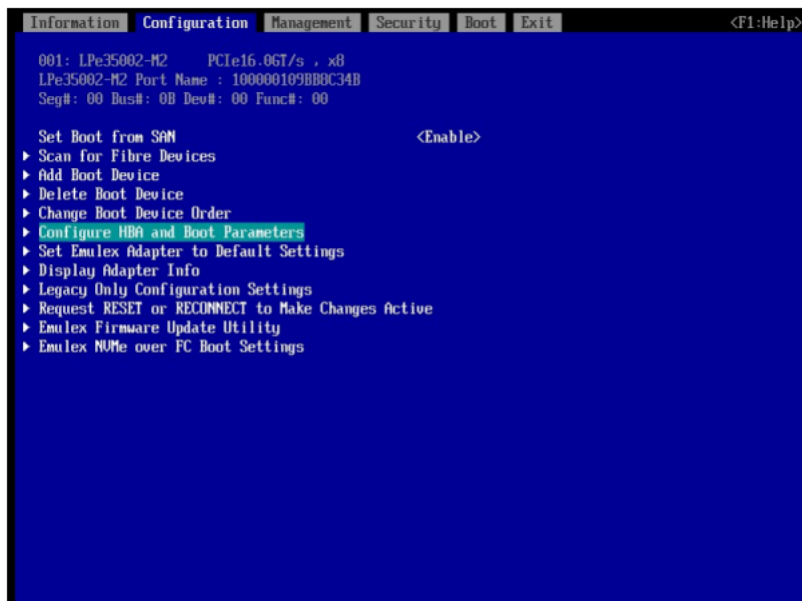 Information Configuration Management Security Boot Exit <F1:Help>
001: LPe35002-M2 PCIe16.0GT/s , x8
LPe35002-M2 Port Name : 100000109BB8C34B
Seg#: 00 Bus#: 0B Dev#: 00 Func#: 00
Set Boot from SAN <Enable>
Scan for Fibre Devices
Add Boot Device
Delete Boot Device
Change Boot Device Order
Configure HBA and Boot Parameters
Set Emulex Adapter to Default Settings
Display Adapter Info
Legacy Only Configuration Settings
Request RESET or RECONNECT to Make Changes Active
Emulex Firmware Update Utility
Emulex NVMe over FC Boot Settings